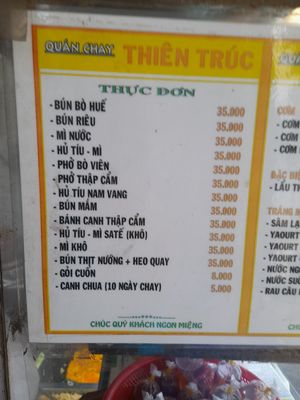 QUÁN CHAY THIÊN TRÚC
THỰC ĐƠN
- BÚN BÒ HUẾ 35.000
- BÚN RIÊU 35.000
- MÌ NƯỚC 35.000
- HỦ TÍU - MÌ 35.000
- PHỞ BÒ VIÊN 35.000
- PHỞ THẬP CẨM 35.000
- HỦ TÍU NAM VANG 35.000
- BÚN MẮM 35.000
- BÁNH CANH THẬP CẨM 35.000
- HỦ TÍU - MÌ SATẾ (KHÔ) 35.000
- MÌ KHÔ 35.000
- BÚN THỊT NƯỚNG + HEO QUAY 35.000
- GỎI CUỐN 8.000
- CANH CHUA (10 NGÀY CHAY) 5.000
CHÚC QUÝ KHÁCH NGON MIỆNG
QUÁN
CƠM
- CƠM
- CƠM
- CƠM
ĐẶC BIỆ
- LẨU TH
TRÁNG M
- SÂM LẠ
- YAOURT
- YAOURT
- NƯỚC NG
- NƯỚC SU
- RAU CÂU